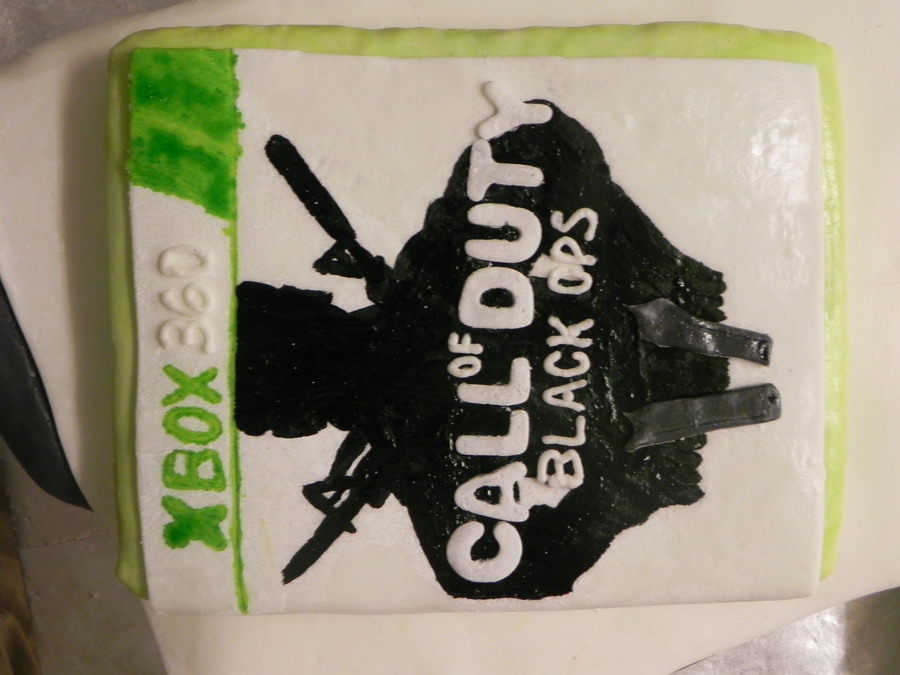 XBOX 360
CALL OF DUTY
BLACK OPS